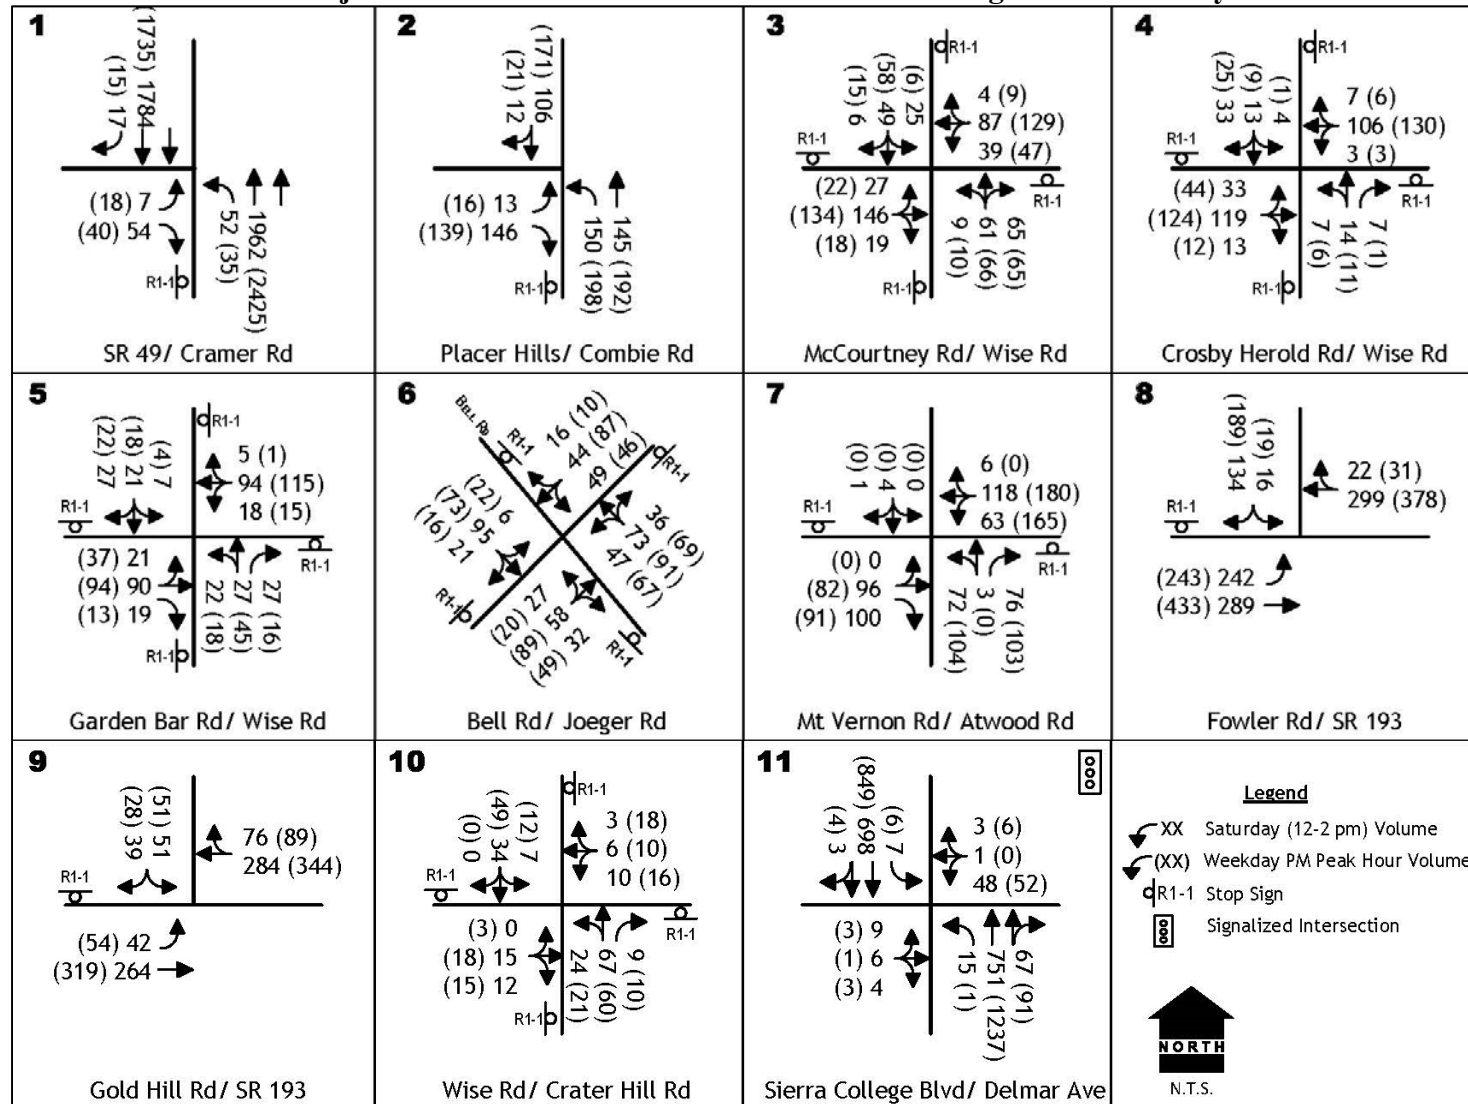 1
(15) 17
(1735) 1784
(18) 7
(40) 54
52 (35)
1962 (2425)
R1-1
SR 49/ Cramer Rd
2
(21) 12
(171) 106
(16) 13
(139) 146
150 (198)
145 (192)
R1-1
Placer Hills/ Combie Rd
3
R1-1
(15) 6
(58) 49
(6) 25
4 (9)
87 (129)
39 (47)
R1-1
(22) 27
(134) 146
(18) 19
9 (10)
61 (66)
65 (65)
R1-1
R1-1
McCourtney Rd/ Wise Rd
4
R1-1
(25) 33
(9) 13
(1) 4
7 (6)
106 (130)
3 (3)
R1-1
(44) 33
(124) 119
(12) 13
7 (6)
14 (11)
7 (1)
R1-1
R1-1
Crosby Herold Rd/ Wise Rd
5
R1-1
(22) 27
(18) 21
(4) 7
5 (1)
94 (115)
18 (15)
R1-1
(37) 21
(94) 90
(13) 19
22 (18)
27 (45)
27 (16)
R1-1
R1-1
Garden Bar Rd/ Wise Rd
6
BELL RD
R1-1
16 (10)
44 (87)
49 (46)
R1-1
(22) 6
(73) 95
(16) 21
36 (69)
73 (91)
47 (67)
R1-1
(20) 27
(89) 58
(49) 32
R1-1
Bell Rd/ Joeger Rd
7
(0) 1
(0) 4
(0) 0
6 (0)
118 (180)
63 (165)
(0) 0
(82) 96
(91) 100
72 (104)
3 (0)
76 (103)
R1-1
Mt Vernon Rd/ Atwood Rd
8
(189) 134
(19) 16
22 (31)
299 (378)
R1-1
(243) 242
(433) 289
Fowler Rd/ SR 193
9
(28) 39
(51) 51
76 (89)
284 (344)
R1-1
(54) 42
(319) 264
Gold Hill Rd/ SR 193
10
R1-1
(0) 0
(49) 34
(12) 7
3 (18)
6 (10)
10 (16)
R1-1
(3) 0
(18) 15
(15) 12
24 (21)
67 (60)
9 (10)
R1-1
R1-1
Wise Rd/ Crater Hill Rd
11
(4) 3
(849) 698
(6) 7
3 (6)
1 (0)
48 (52)
(3) 9
(1) 6
(3) 4
15 (1)
751 (1237)
67 (91)
Sierra College Blvd/ Delmar Ave
Legend
XX Saturday (12-2 pm) Volume
(XX) Weekday PM Peak Hour Volume
R1-1 Stop Sign
Signalized Intersection
NORTH
N.T.S.